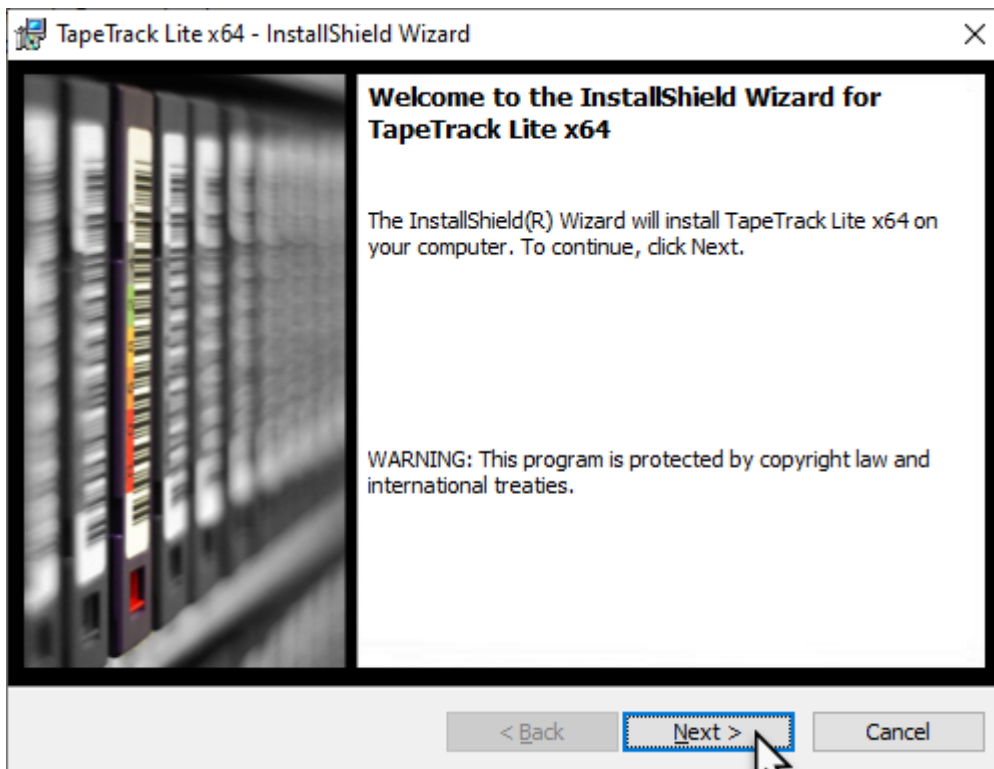 TapeTrack Lite x64 - InstallShield Wizard
Welcome to the InstallShield Wizard for
TapeTrack Lite x64
The InstallShield(R) Wizard will install TapeTrack Lite x64 on
your computer. To continue, click Next.
WARNING: This program is protected by copyright law and
international treaties.
< Back
Next >
Cancel